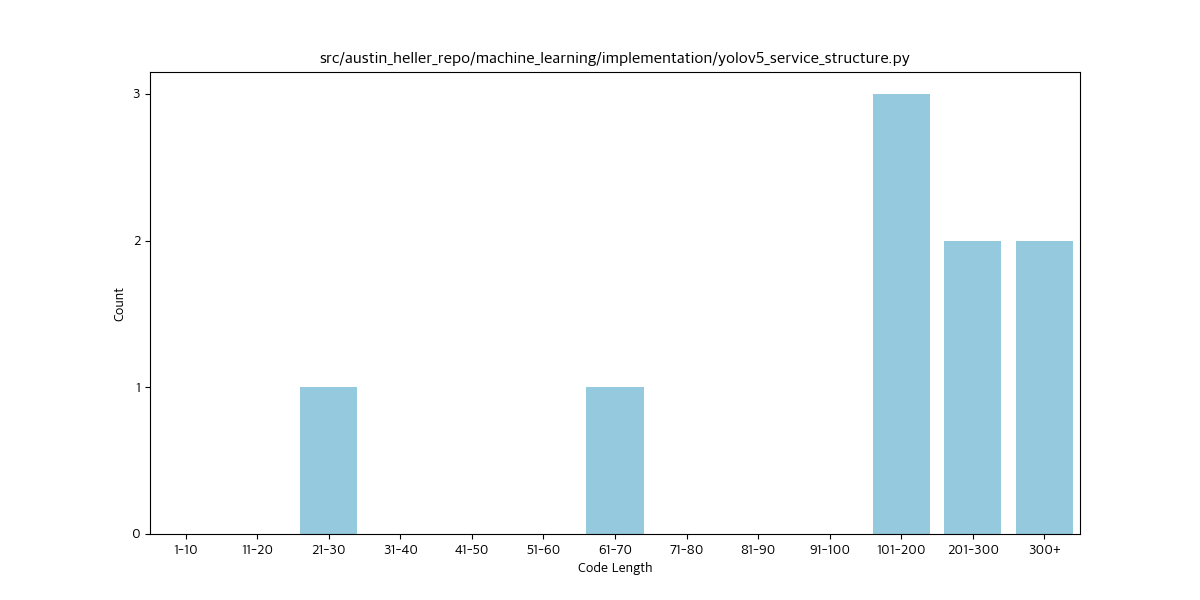 src/austin_heller_repo/machine_learning/implementation/yolov5_service_structure.py
3
2
1
0
Count
1-10 11-20 21-30 31-40 41-50 51-60 61-70 71-80 81-90 91-100 101-200 201-300 300+
Code Length